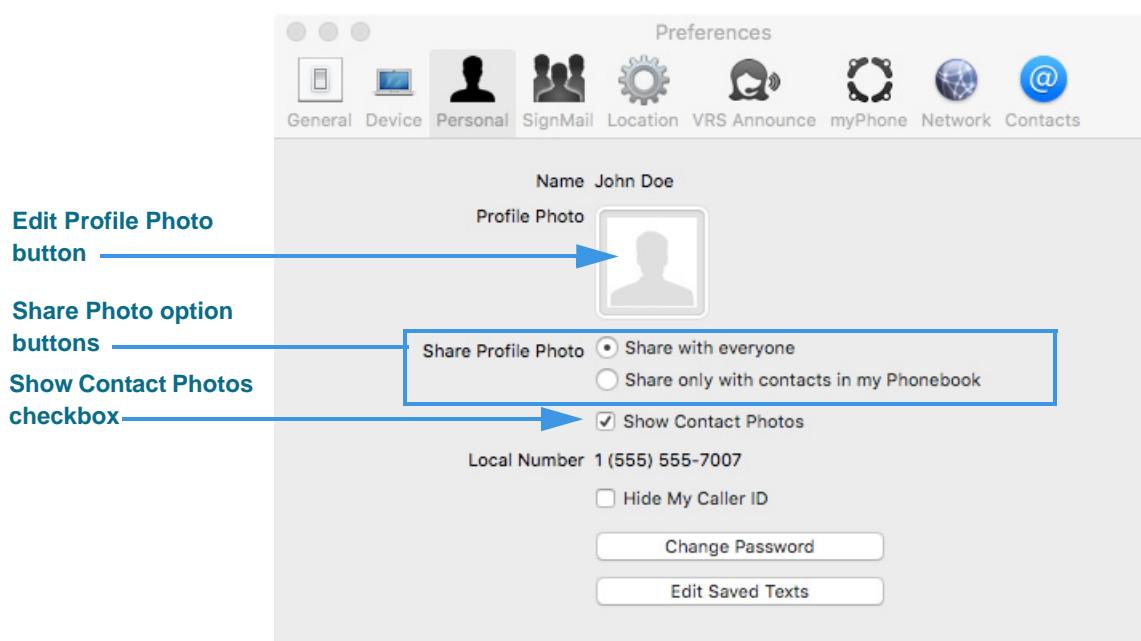 Preferences
General Device Personal SignMail Location VRS Announce myPhone Network Contacts
Name John Doe
Profile Photo
Edit Profile Photo
button
Share Photo option
buttons
Share Profile Photo Share with everyone
Share only with contacts in my Phonebook
Show Contact Photos
checkbox
Show Contact Photos
Local Number 1 (555) 555-7007
Hide My Caller ID
Change Password
Edit Saved Texts